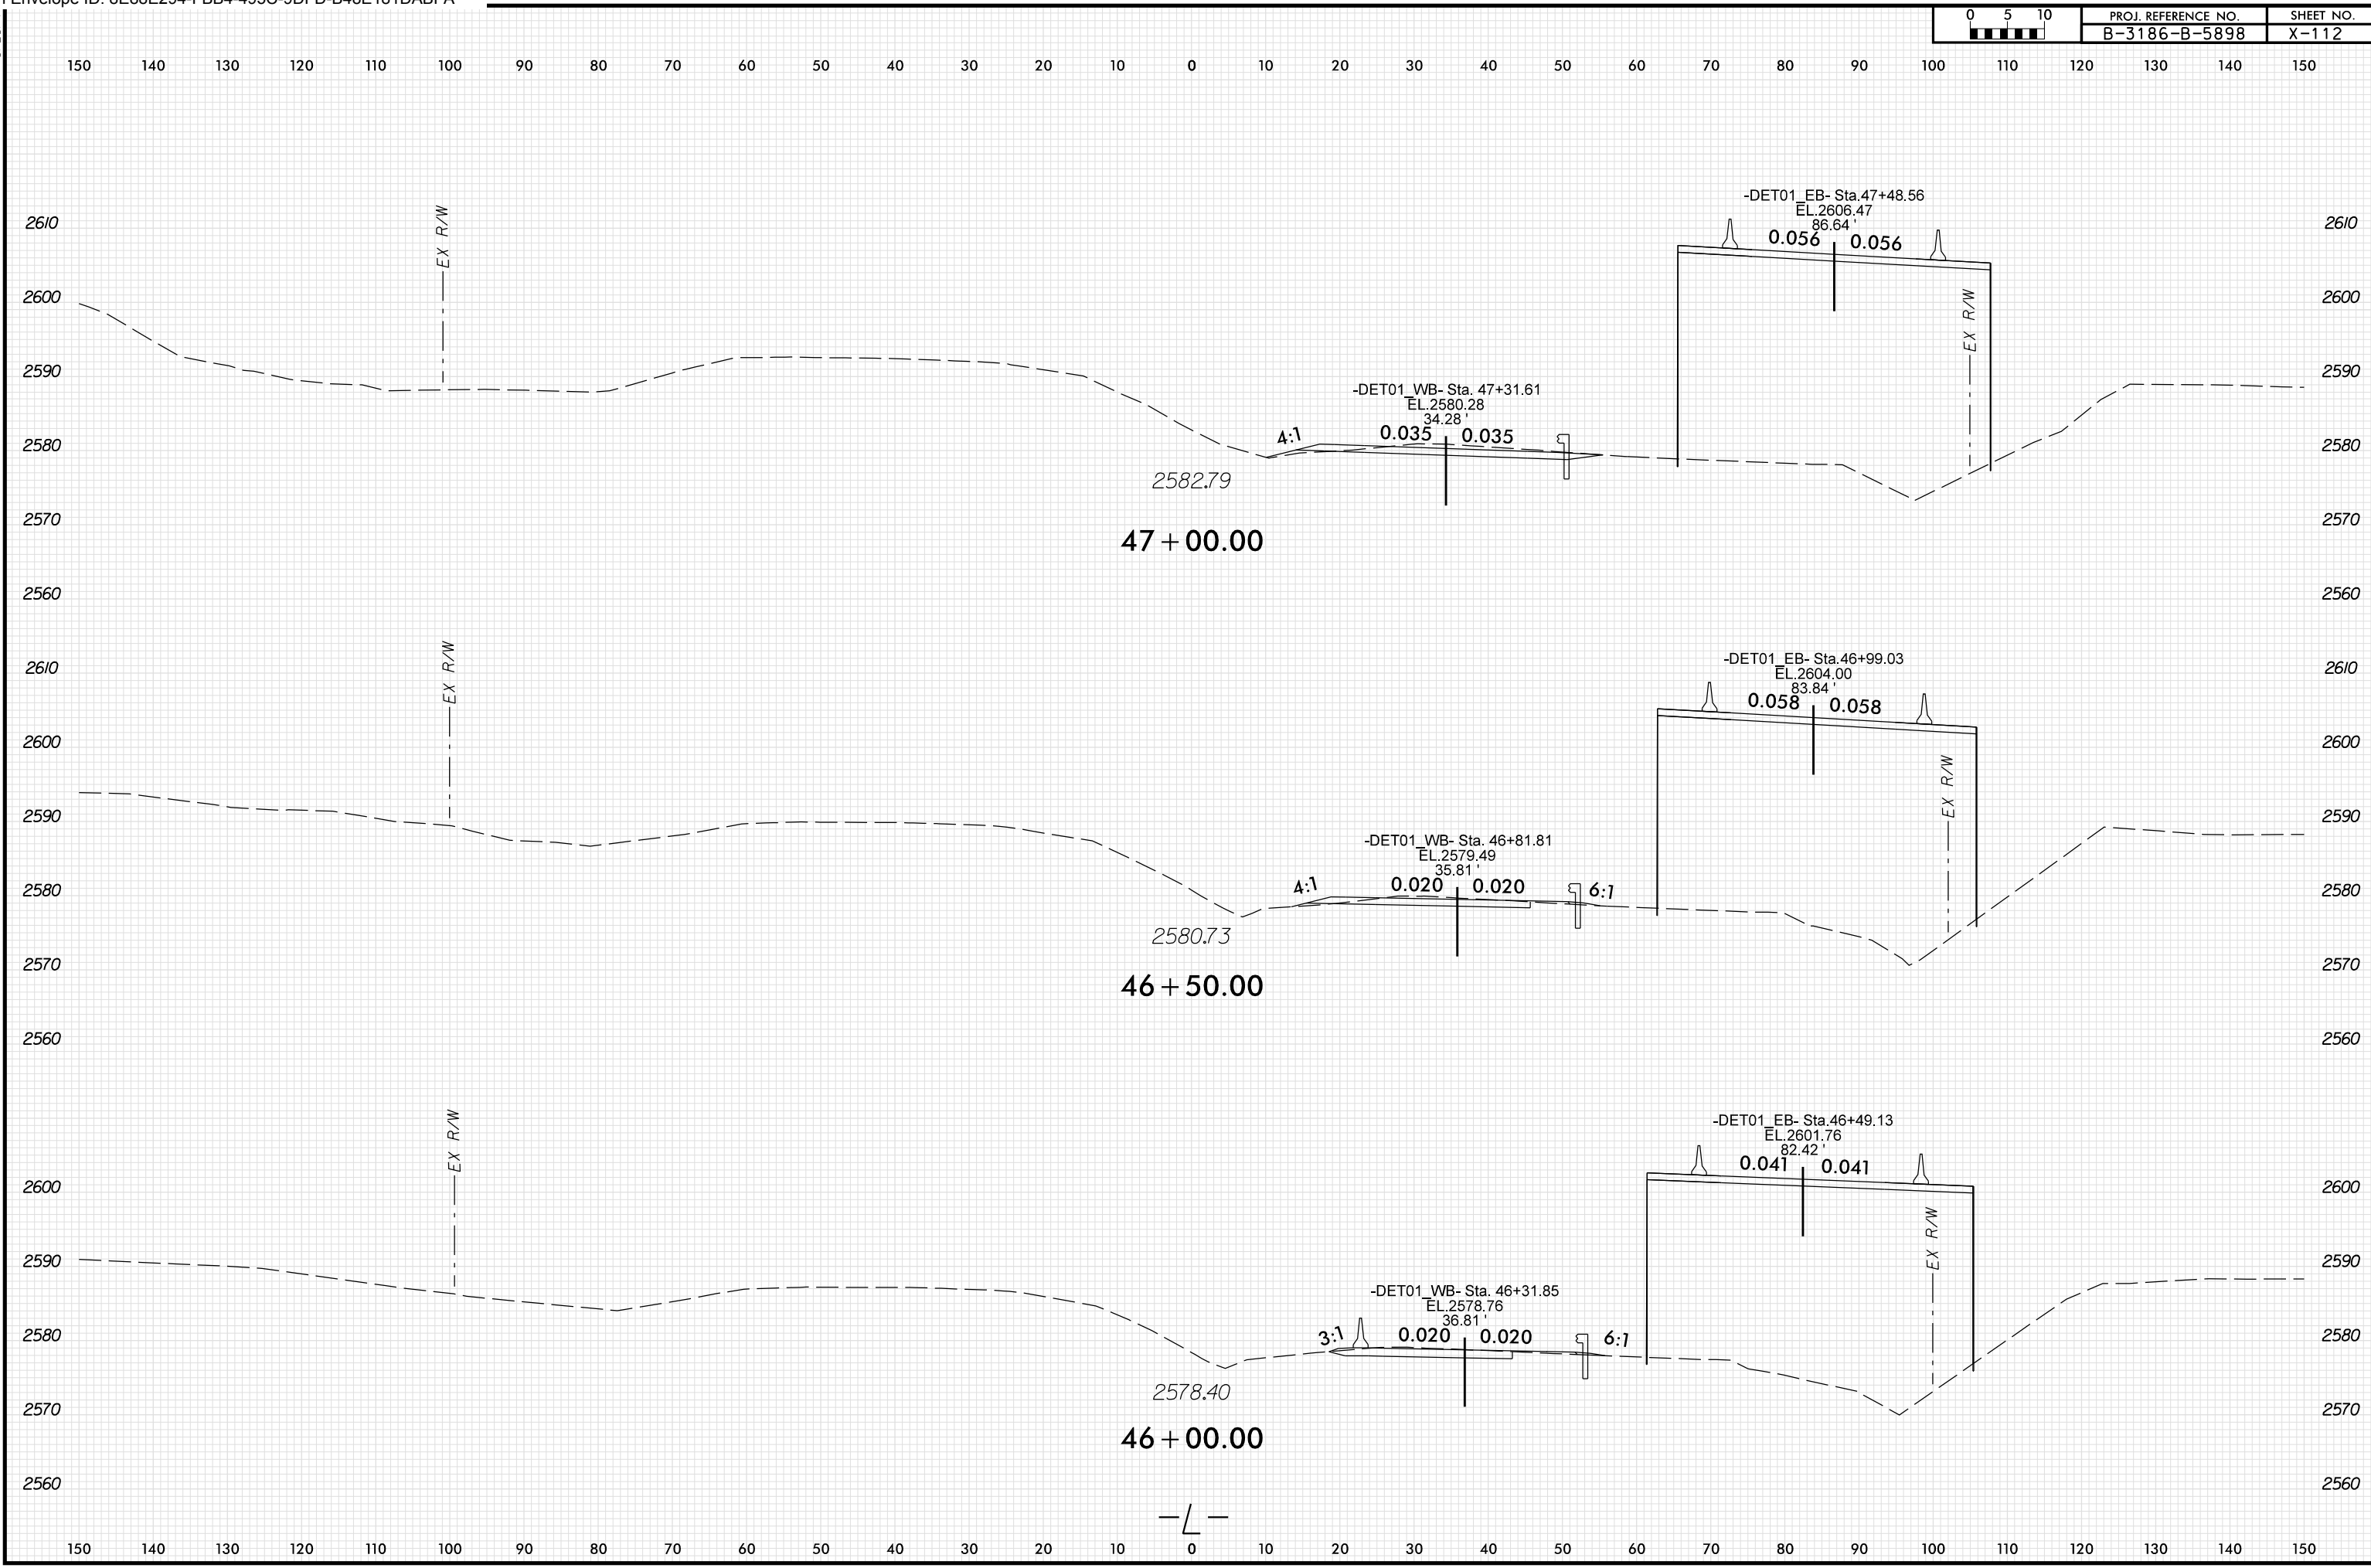 0 5 10
PROJ. REFERENCE NO. SHEET NO.
B-3186-B-5898 X-112
150 140 130 120 110 100 90 80 70 60 50 40 30 20 10 0 10 20 30 40 50 60 70 80 90 100 110 120 130 140 150
-DET01_EB- Sta.47+48.56
EL.2606.47
86.64 '
0.056 0.056
2610 EX R/W 2610
2600 EX R/W 2600
2590 2590
-DET01_WB- Sta. 47+31.61
EL.2580.28
34.28 '
4:1 0.035 0.035
2580 2580
2582.79
2570 2570
47+00.00
2560 2560
-DET01_EB- Sta.46+99.03
EL.2604.00
83.84 '
0.058 0.058
2610 EX R/W 2610
2600 EX R/W 2600
2590 2590
-DET01_WB- Sta. 46+81.81
EL.2579.49
35.81 '
4:1 0.020 0.020 6:1
2580 2580
2580.73
2570 2570
46+50.00
2560 2560
-DET01_EB- Sta.46+49.13
EL.2601.76
82.42 '
0.041 0.041
EX R/W
2600 2600
EX R/W
2590 2590
-DET01_WB- Sta. 46+31.85
EL.2578.76
36.81 '
3:1 0.020 0.020 6:1
2580 2580
2578.40
2570 2570
46+00.00
2560 2560
-L-
150 140 130 120 110 100 90 80 70 60 50 40 30 20 10 0 10 20 30 40 50 60 70 80 90 100 110 120 130 140 150